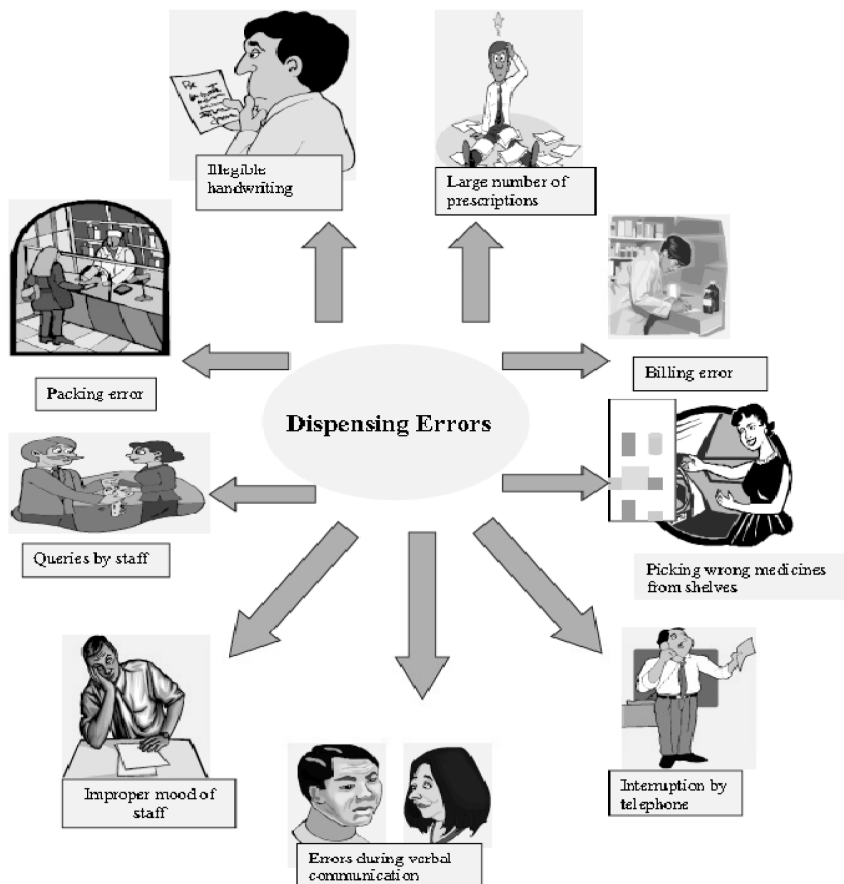 Illegible
handwriting
Large number of
prescriptions
Packing error
Billing error
Dispensing Errors
Queries by staff
Picking wrong medicines
from shelves
Improper mood of
staff
Interruption by
telephone
Errors during verbal
communication